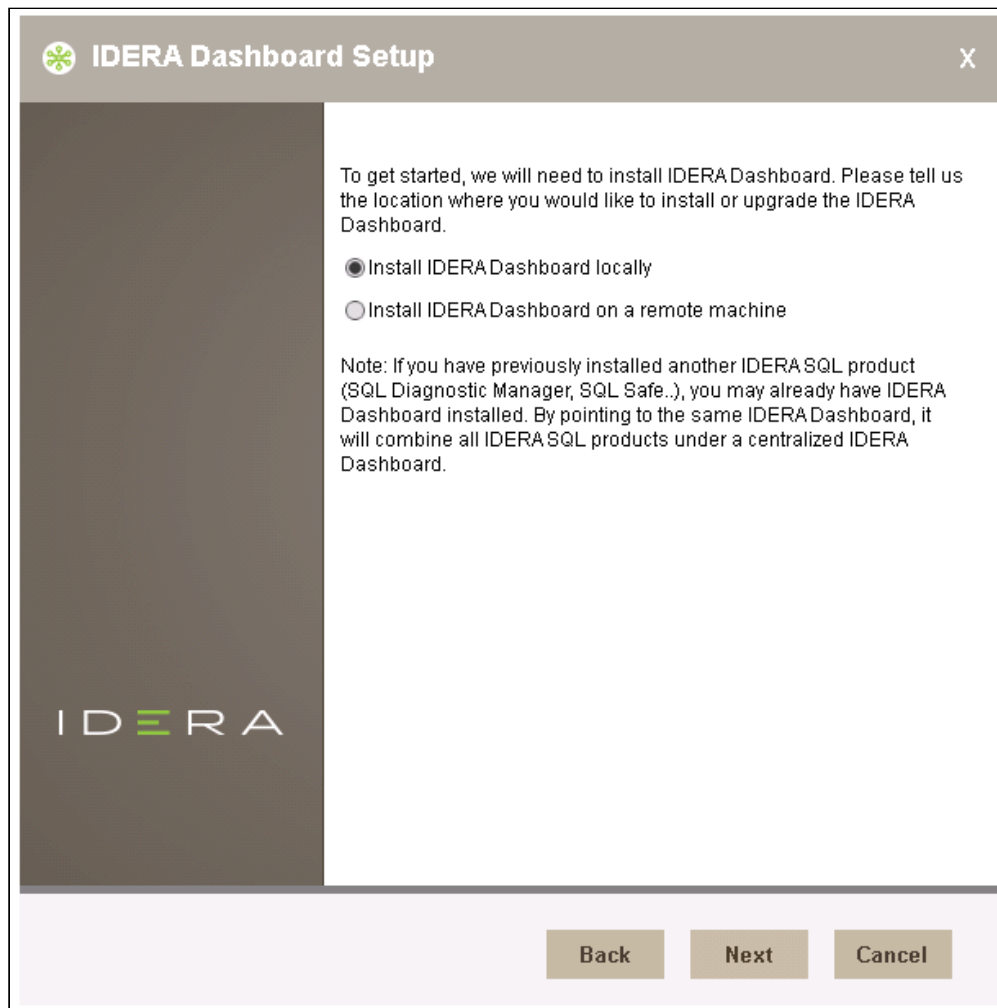 IDERA Dashboard Setup
X
To get started, we will need to install IDERA Dashboard. Please tell us
the location where you would like to install or upgrade the IDERA
Dashboard.
Install IDERA Dashboard locally
Install IDERA Dashboard on a remote machine
Note: If you have previously installed another IDERA SQL product
(SQL Diagnostic Manager, SQL Safe..), you may already have IDERA
Dashboard installed. By pointing to the same IDERA Dashboard, it
will combine all IDERA SQL products under a centralized IDERA
Dashboard.
IDERA
Back Next Cancel